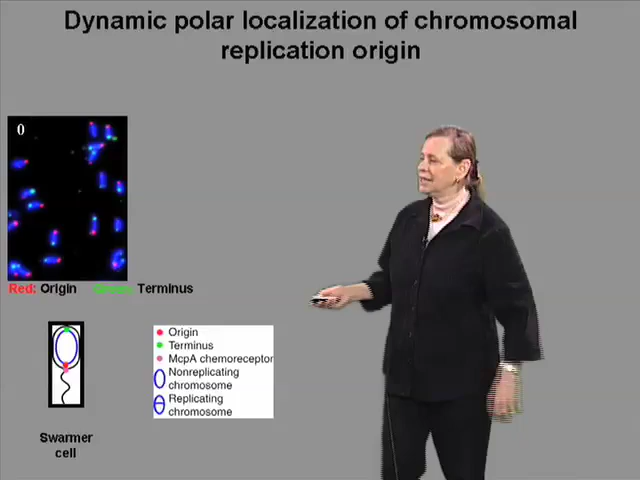 Dynamic polar localization of chromosomal
replication origin
0
Red: Origin Green: Terminus
Origin
Terminus
McpA chemoreceptor
Nonreplicating
chromosome
Replicating
chromosome
Swarmer
cell